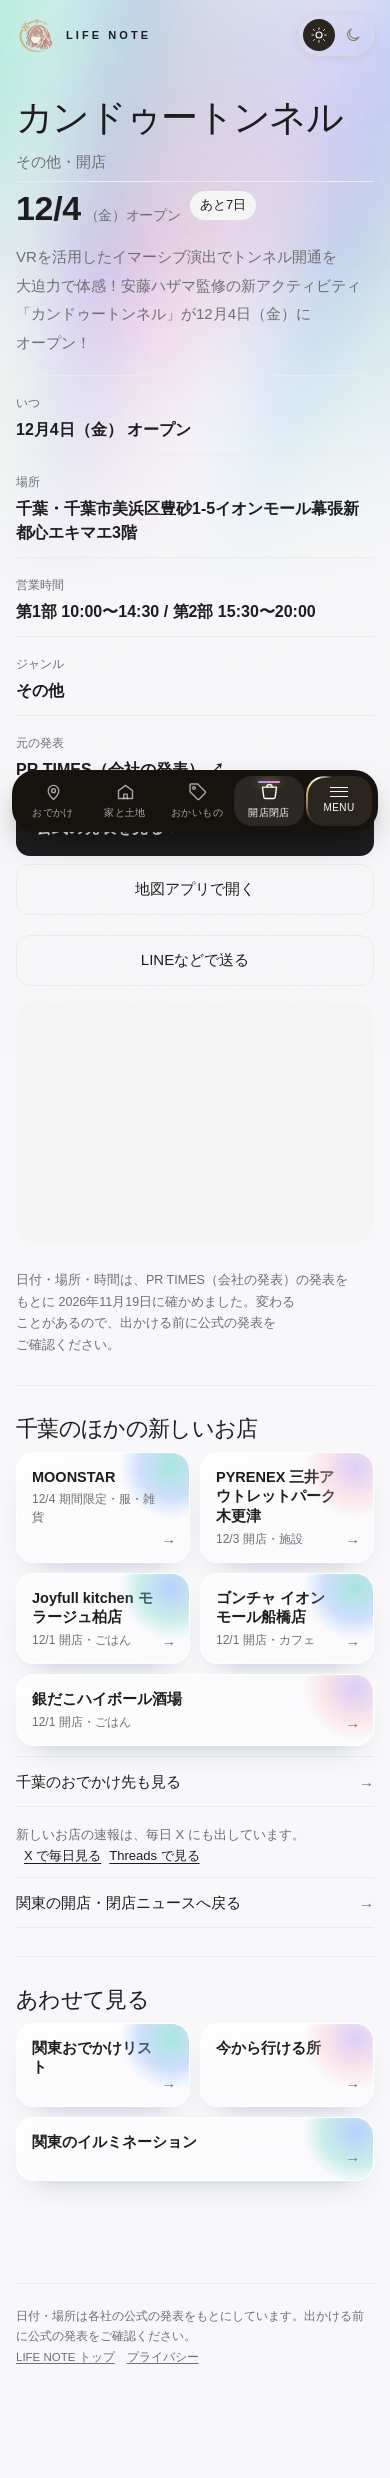 LIFE NOTE
カンドゥートンネル
その他・開店
12/4 （金）オープン あと7日
VRを活用したイマーシブ演出でトンネル開通を
大迫力で体感！安藤ハザマ監修の新アクティビティ
「カンドゥートンネル」が12月4日（金）に
オープン！
いつ
12月4日（金） オープン
場所
千葉・千葉市美浜区豊砂1-5イオンモール幕張新
都心エキマエ3階
営業時間
第1部 10:00〜14:30 / 第2部 15:30〜20:00
ジャンル
その他
元の発表
PR TIMES（会社の発表） ↗
おでかけ
家と土地
おかいもの
開店閉店
MENU
地図アプリで開く
LINEなどで送る
日付・場所・時間は、PR TIMES（会社の発表）の発表を
もとに 2026年11月19日に確かめました。変わる
ことがあるので、出かける前に公式の発表を
ご確認ください。
千葉のほかの新しいお店
MOONSTAR
12/4 期間限定・服・雑
貨
→
PYRENEX 三井ア
ウトレットパーク
木更津
12/3 開店・施設
→
Joyfull kitchen モ
ラージュ柏店
12/1 開店・ごはん
→
ゴンチャ イオン
モール船橋店
12/1 開店・カフェ
→
銀だこハイボール酒場
12/1 開店・ごはん
→
千葉のおでかけ先も見る →
新しいお店の速報は、毎日 X にも出しています。
X で毎日見る Threads で見る
関東の開店・閉店ニュースへ戻る →
あわせて見る
関東おでかけリス
ト
→
今から行ける所
→
関東のイルミネーション
→
日付・場所は各社の公式の発表をもとにしています。出かける前
に公式の発表をご確認ください。
LIFE NOTE トップ プライバシー